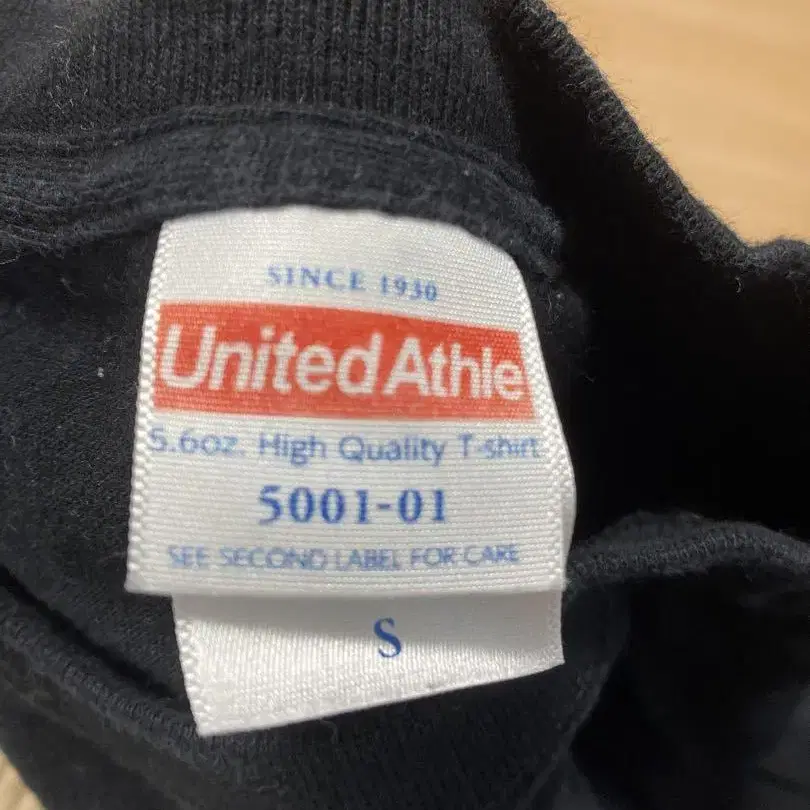 SINCE 1930
United Athle
5.6oz. High Quality T-shirt
5001-01
SEE SECOND LABEL FOR CARE
S